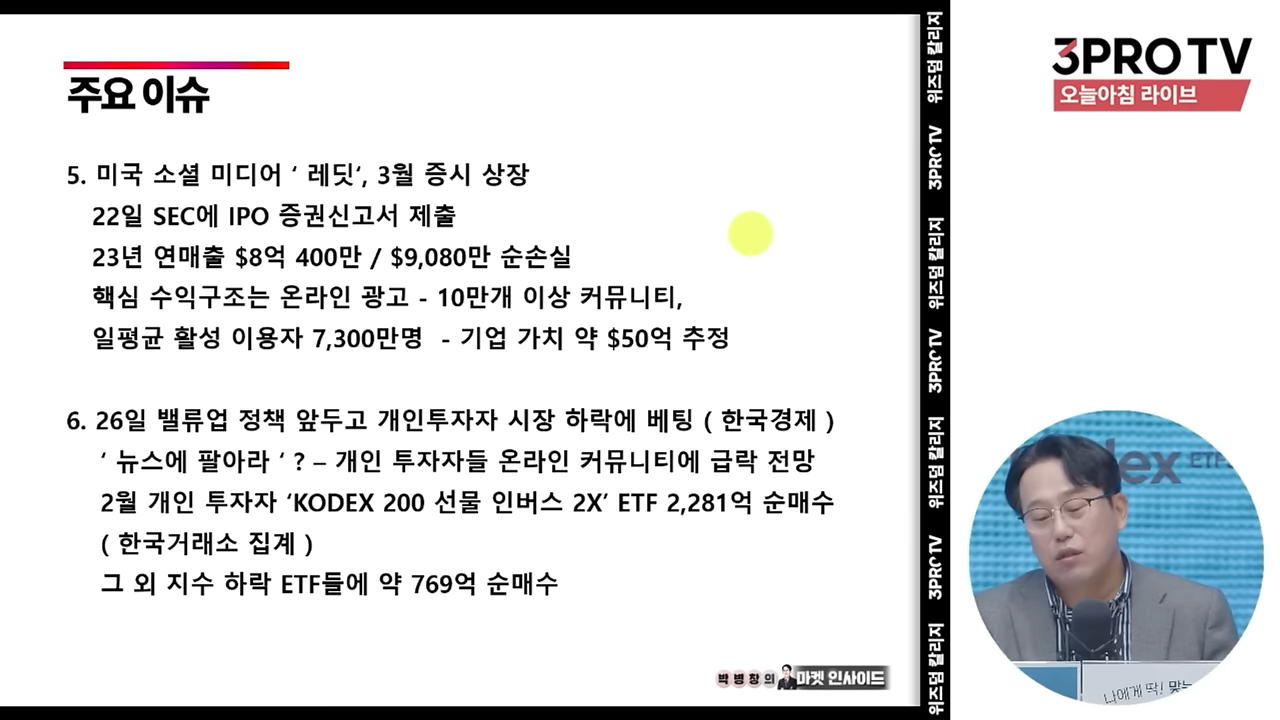 주요 이슈
5. 미국 소셜 미디어 ‘ 레딧‘, 3월 증시 상장
22일 SEC에 IPO 증권신고서 제출
23년 연매출 $8억 400만 / $9,080만 순손실
핵심 수익구조는 온라인 광고 - 10만개 이상 커뮤니티,
일평균 활성 이용자 7,300만명 - 기업 가치 약 $50억 추정
6. 26일 밸류업 정책 앞두고 개인투자자 시장 하락에 베팅 ( 한국경제 )
‘ 뉴스에 팔아라 ‘ ? – 개인 투자자들 온라인 커뮤니티에 급락 전망
2월 개인 투자자 ‘KODEX 200 선물 인버스 2X’ ETF 2,281억 순매수
( 한국거래소 집계 )
그 외 지수 하락 ETF들에 약 769억 순매수
박병창의 마켓 인사이드
위즈덤 칼리지
3PRO TV
위즈덤 칼리지
3PRO TV
위즈덤 칼리지
3PRO TV
위즈덤 칼리지
3PRO TV
오늘아침 라이브
ETF
나에게 딱!